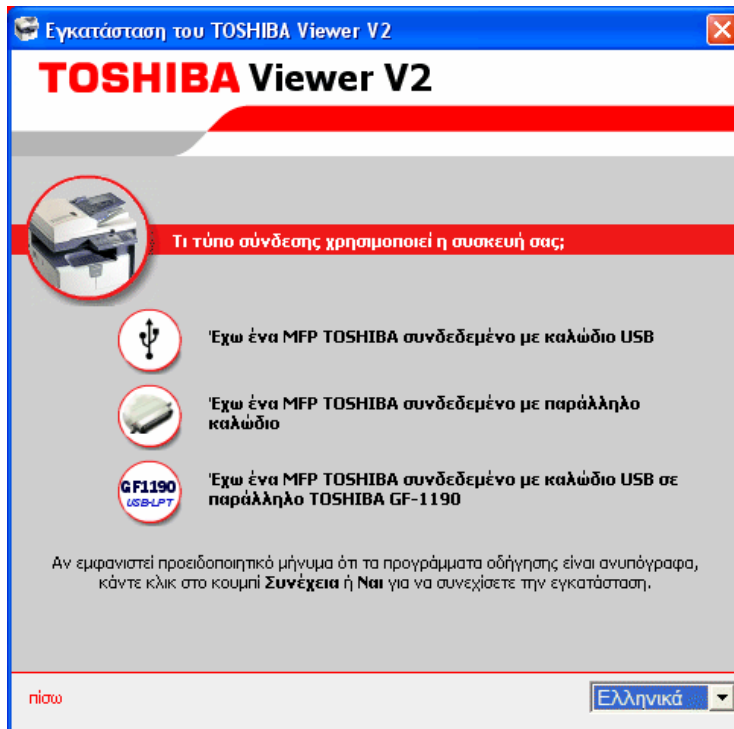 Εγκατάσταση του TOSHIBA Viewer V2
TOSHIBA Viewer V2
Τι τύπο σύνδεσης χρησιμοποιεί η συσκευή σας;
Έχω ένα MFP TOSHIBA συνδεδεμένο με καλώδιο USB
Έχω ένα MFP TOSHIBA συνδεδεμένο με παράλληλο
καλώδιο
GF1190
USB-LPT
Έχω ένα MFP TOSHIBA συνδεδεμένο με καλώδιο USB σε
παράλληλο TOSHIBA GF-1190
Αν εμφανιστεί προειδοποιητικό μήνυμα ότι τα προγράμματα οδήγησης είναι ανυπόγραφα,
κάντε κλικ στο κουμπί Συνέχεια ή Ναι για να συνεχίσετε την εγκατάσταση.
πίσω
Ελληνικά